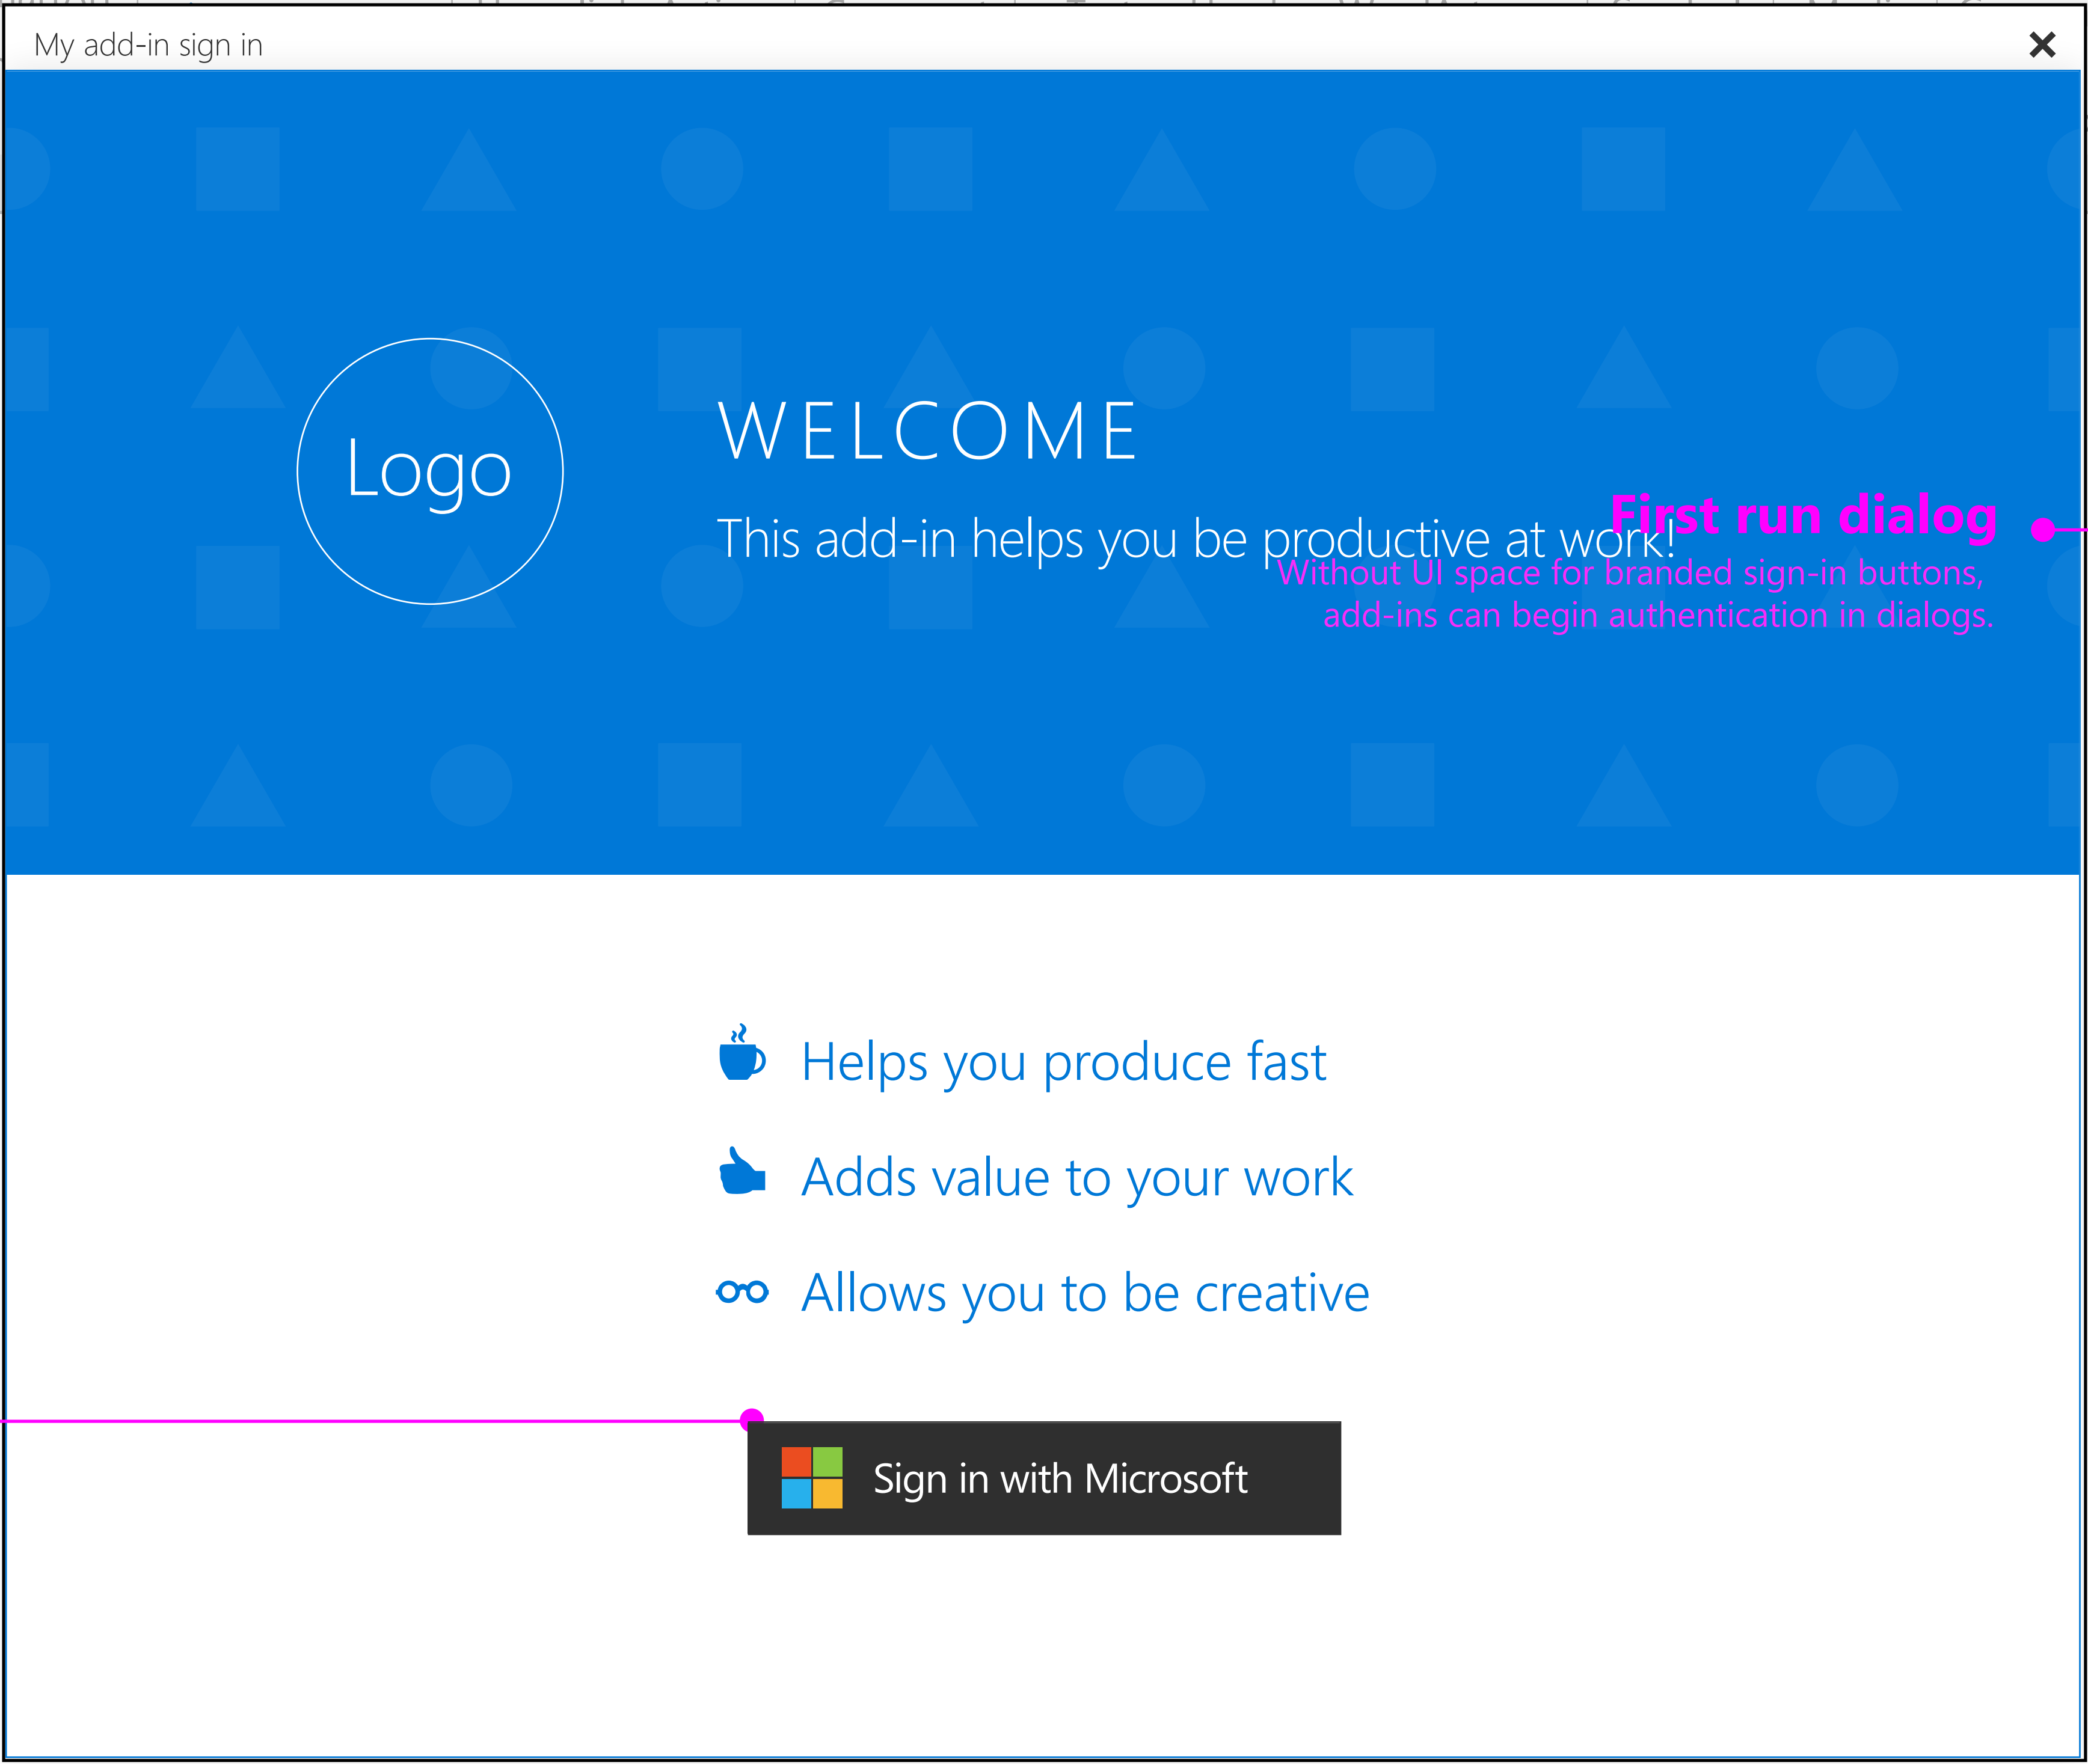 My add-in sign in
Logo
WELCOME
This add-in helps you be productive at work!
First run dialog
Without UI space for branded sign-in buttons,
add-ins can begin authentication in dialogs.
Helps you produce fast
Adds value to your work
Allows you to be creative
Sign in with Microsoft